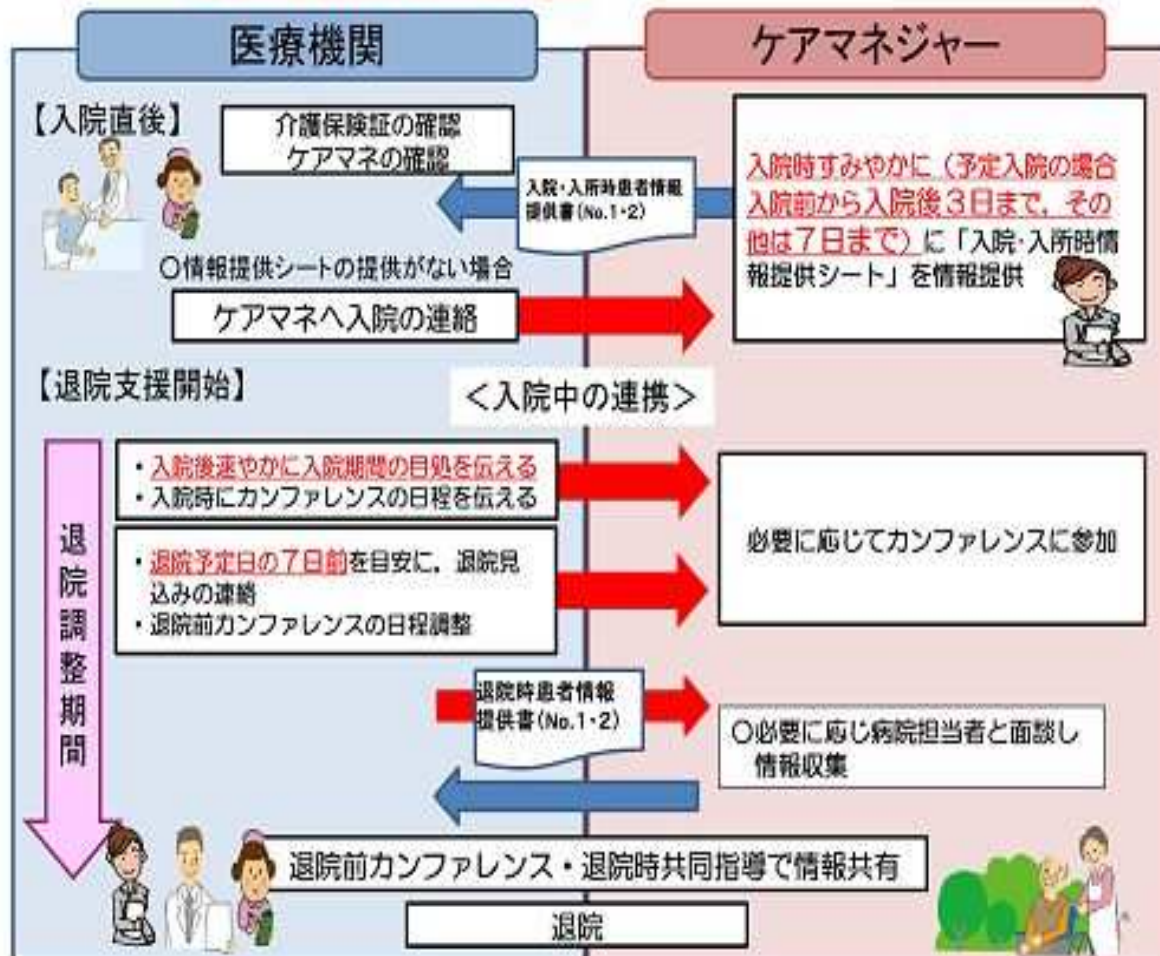 医療機関
ケアマネジャー
【入院直後】
介護保険証の確認
ケアマネの確認
入院・入所時患者情報
提供書(No.1・2)
入院時すみやかに（予定入院の場合
入院前から入院後３日まで，その
他は７日まで）に「入院・入所時情
報提供シート」を情報提供
〇情報提供シートの提供がない場合
ケアマネへ入院の連絡
【退院支援開始】
＜入院中の連携＞
退院調整期間
・入院後速やかに入院期間の目処を伝える
・入院時にカンファレンスの日程を伝える
・退院予定日の７日前を目安に，退院見
込みの連絡
・退院前カンファレンスの日程調整
必要に応じてカンファレンスに参加
退院時患者情報
提供書(No.1・2)
〇必要に応じ病院担当者と面談し
情報収集
退院前カンファレンス・退院時共同指導で情報共有
退院